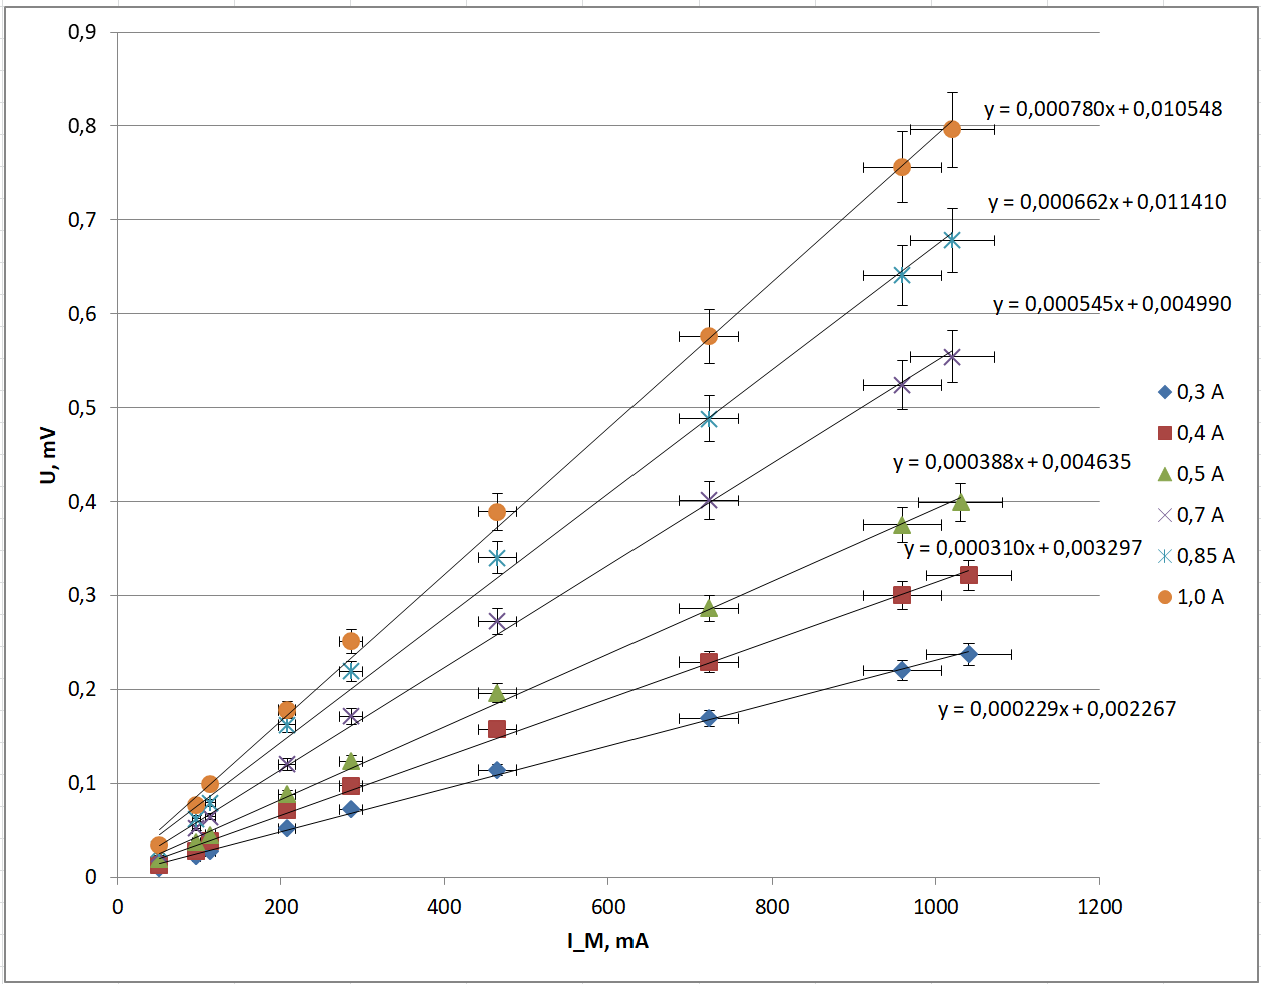 0,9
y = 0,000780x + 0,010548
0,8
y = 0,000662x + 0,011410
0,7
y = 0,000545x + 0,004990
0,6
0,3 A
0,5
0,4 A
U, mV
y = 0,000388x + 0,004635
0,5 A
0,4
0,7 A
y = 0,000310x + 0,003297
0,85 A
0,3
1,0 A
0,2
y = 0,000229x + 0,002267
0,1
0
0 200 400 600 800 1000 1200
I_M, mA